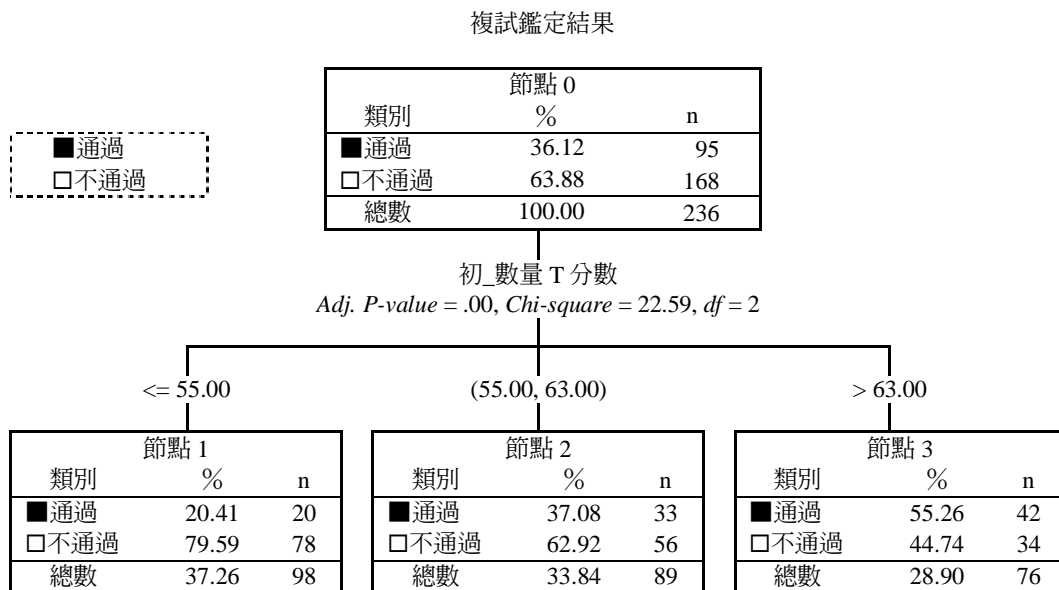 複試鑑定結果
■通過
□不通過
節點 0
類別 % n
■通過 36.12 95
□不通過 63.88 168
總數 100.00 236
初_數量 T 分數
Adj. P-value = .00, Chi-square = 22.59, df = 2
<= 55.00 (55.00, 63.00) > 63.00
節點 1
類別 % n
■通過 20.41 20
□不通過 79.59 78
總數 37.26 98
節點 2
類別 % n
■通過 37.08 33
□不通過 62.92 56
總數 33.84 89
節點 3
類別 % n
■通過 55.26 42
□不通過 44.74 34
總數 28.90 76